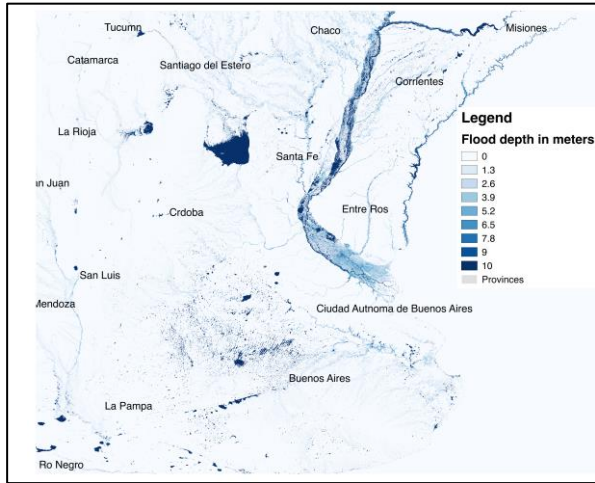 Tucumn
Chaco
Misiones
Catamarca
Santiago del Estero
Corrientes
La Rioja
Santa Fe
an Juan
Entre Ros
Crdoba
San Luis
Mendoza
Ciudad Autnoma de Buenos Aires
Buenos Aires
La Pampa
Ro Negro
Legend
Flood depth in meters
0
1.3
2.6
3.9
5.2
6.5
7.8
9
10
Provinces